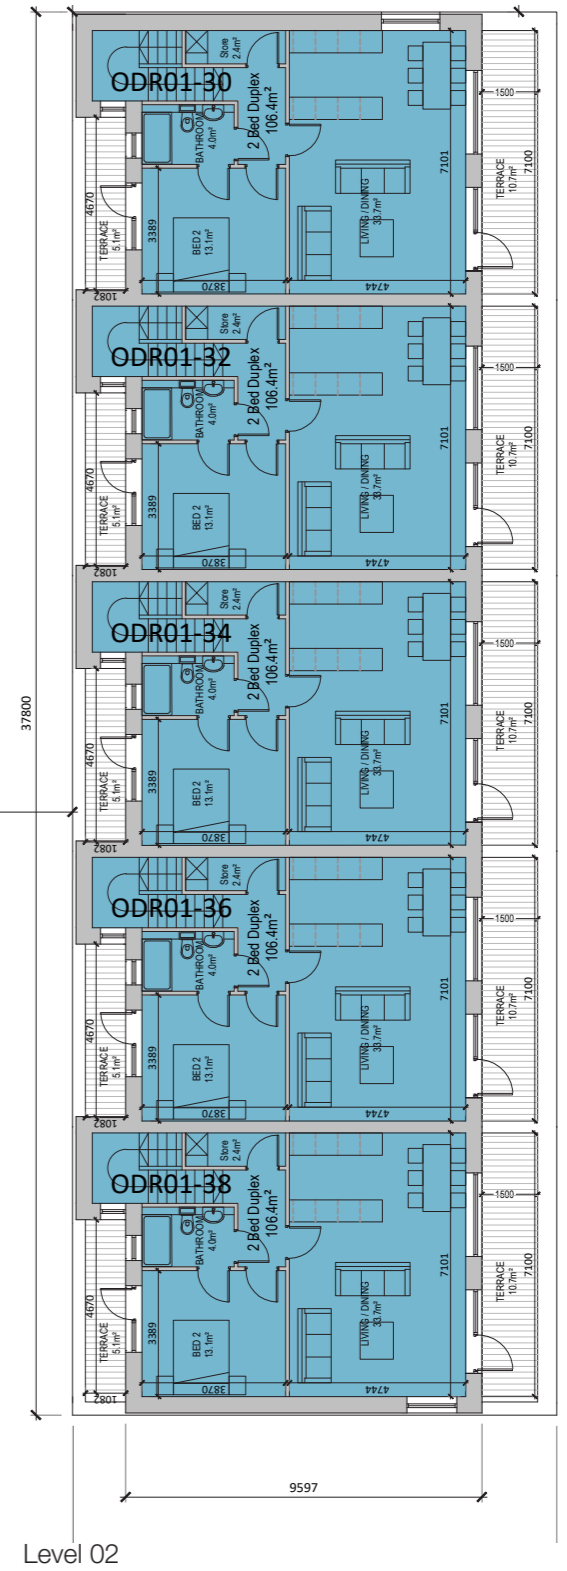 ODR01-30
Store
2.4m²
2 Bed Duplex
106.4m²
BATHROOM
4.0m²
BED 2
13.1m²
LIVING / DINING
33.7m²
TERRACE
5.1m²
TERRACE
10.7m²
4670
3389
1082
3870
4744
7101
1500
7100
ODR01-32
Store
2.4m²
2 Bed Duplex
106.4m²
BATHROOM
4.0m²
BED 2
13.1m²
LIVING / DINING
33.7m²
TERRACE
5.1m²
TERRACE
10.7m²
4670
3389
1082
3870
4744
7101
1500
7100
ODR01-34
Store
2.4m²
2 Bed Duplex
106.4m²
BATHROOM
4.0m²
BED 2
13.1m²
LIVING / DINING
33.7m²
TERRACE
5.1m²
TERRACE
10.7m²
4670
3389
1082
3870
4744
7101
1500
7100
37800
ODR01-36
Store
2.4m²
2 Bed Duplex
106.4m²
BATHROOM
4.0m²
BED 2
13.1m²
LIVING / DINING
33.7m²
TERRACE
5.1m²
TERRACE
10.7m²
4670
3389
1082
3870
4744
7101
1500
7100
ODR01-38
Store
2.4m²
2 Bed Duplex
106.4m²
BATHROOM
4.0m²
BED 2
13.1m²
LIVING / DINING
33.7m²
TERRACE
5.1m²
TERRACE
10.7m²
4670
3389
1082
3870
4744
7101
1500
7100
9597
Level 02